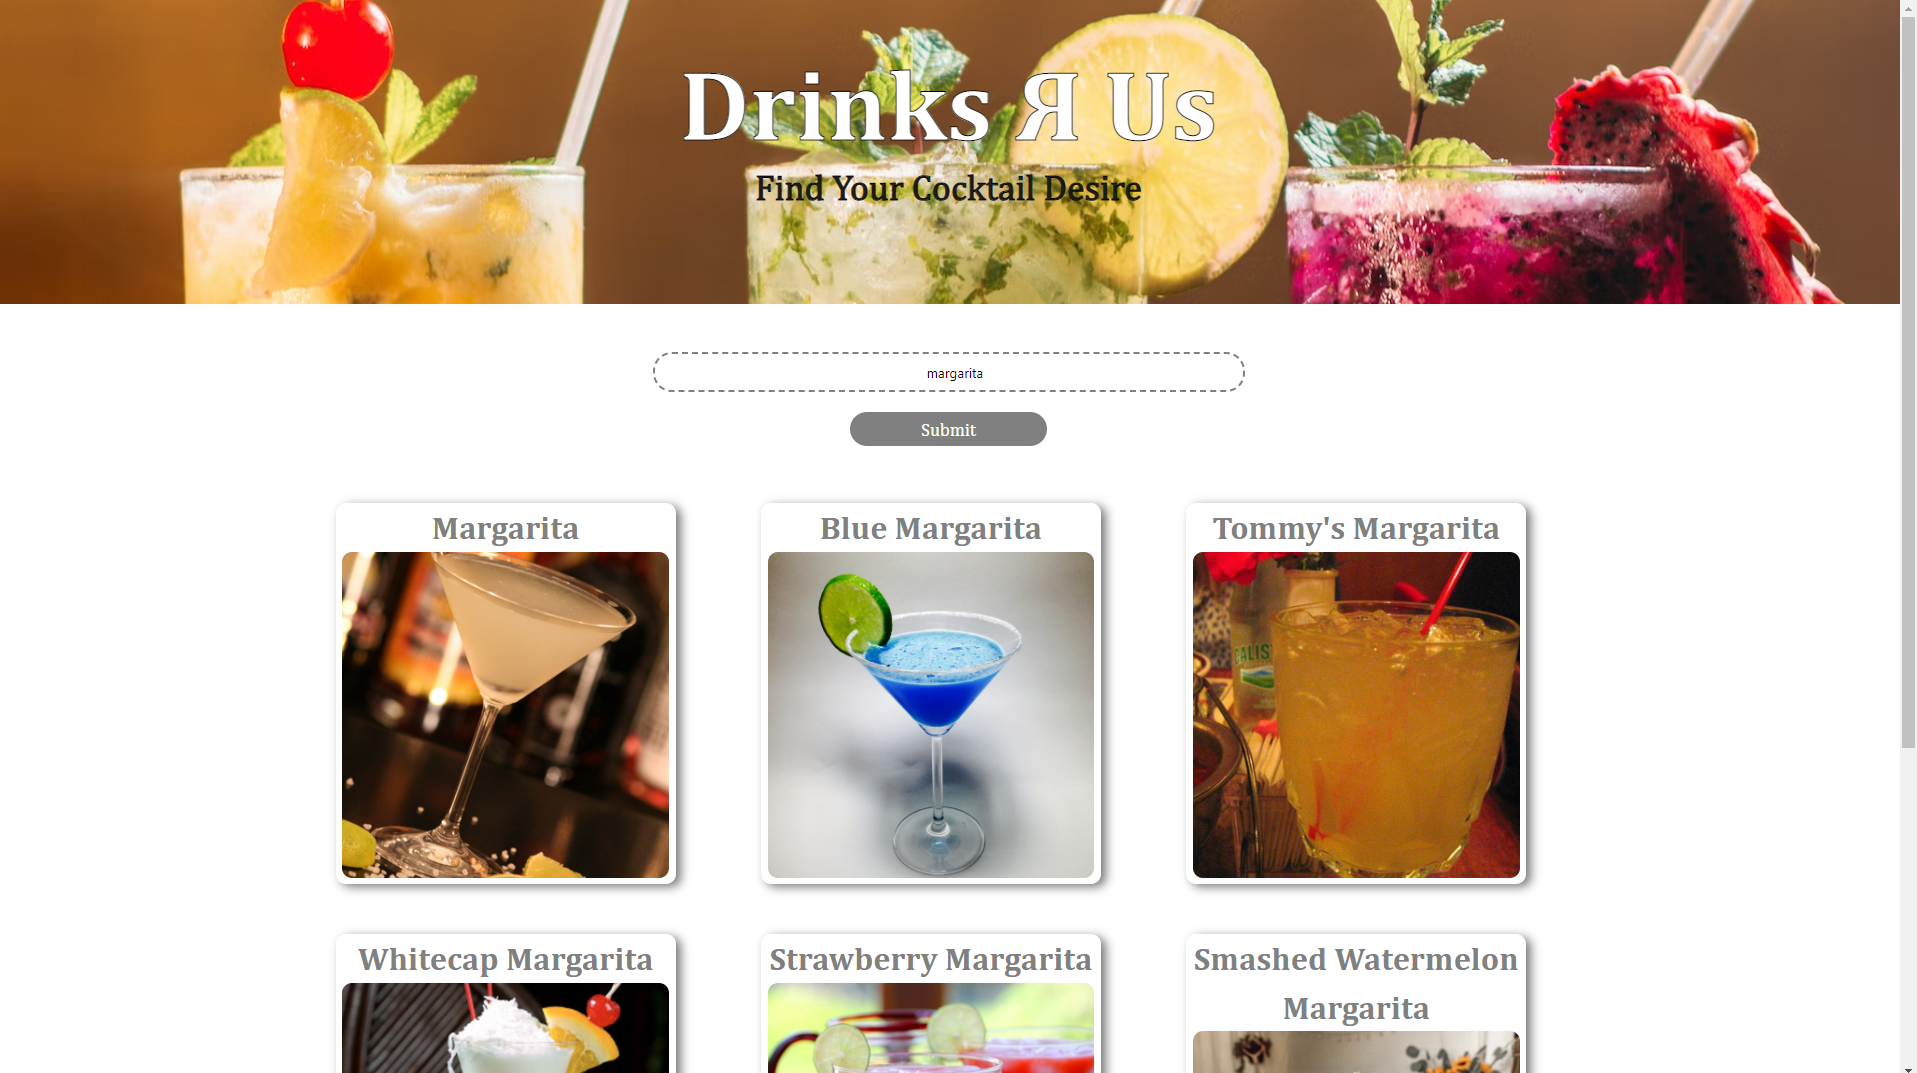 Drinks Я Us
Find Your Cocktail Desire
margarita
Submit
Margarita
Blue Margarita
Tommy's Margarita
CALIS
Whitecap Margarita
Strawberry Margarita
Smashed Watermelon
Margarita